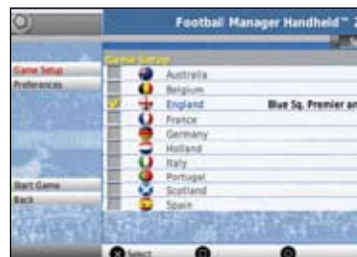 Football Manager Handheld™ 2
Game Setup
Game Setup
Preferences
Australia
Belgium
England Blue Sq. Premier an
France
Germany
Holland
Italy
Portugal
Scotland
Spain
Start Game
Back
Select